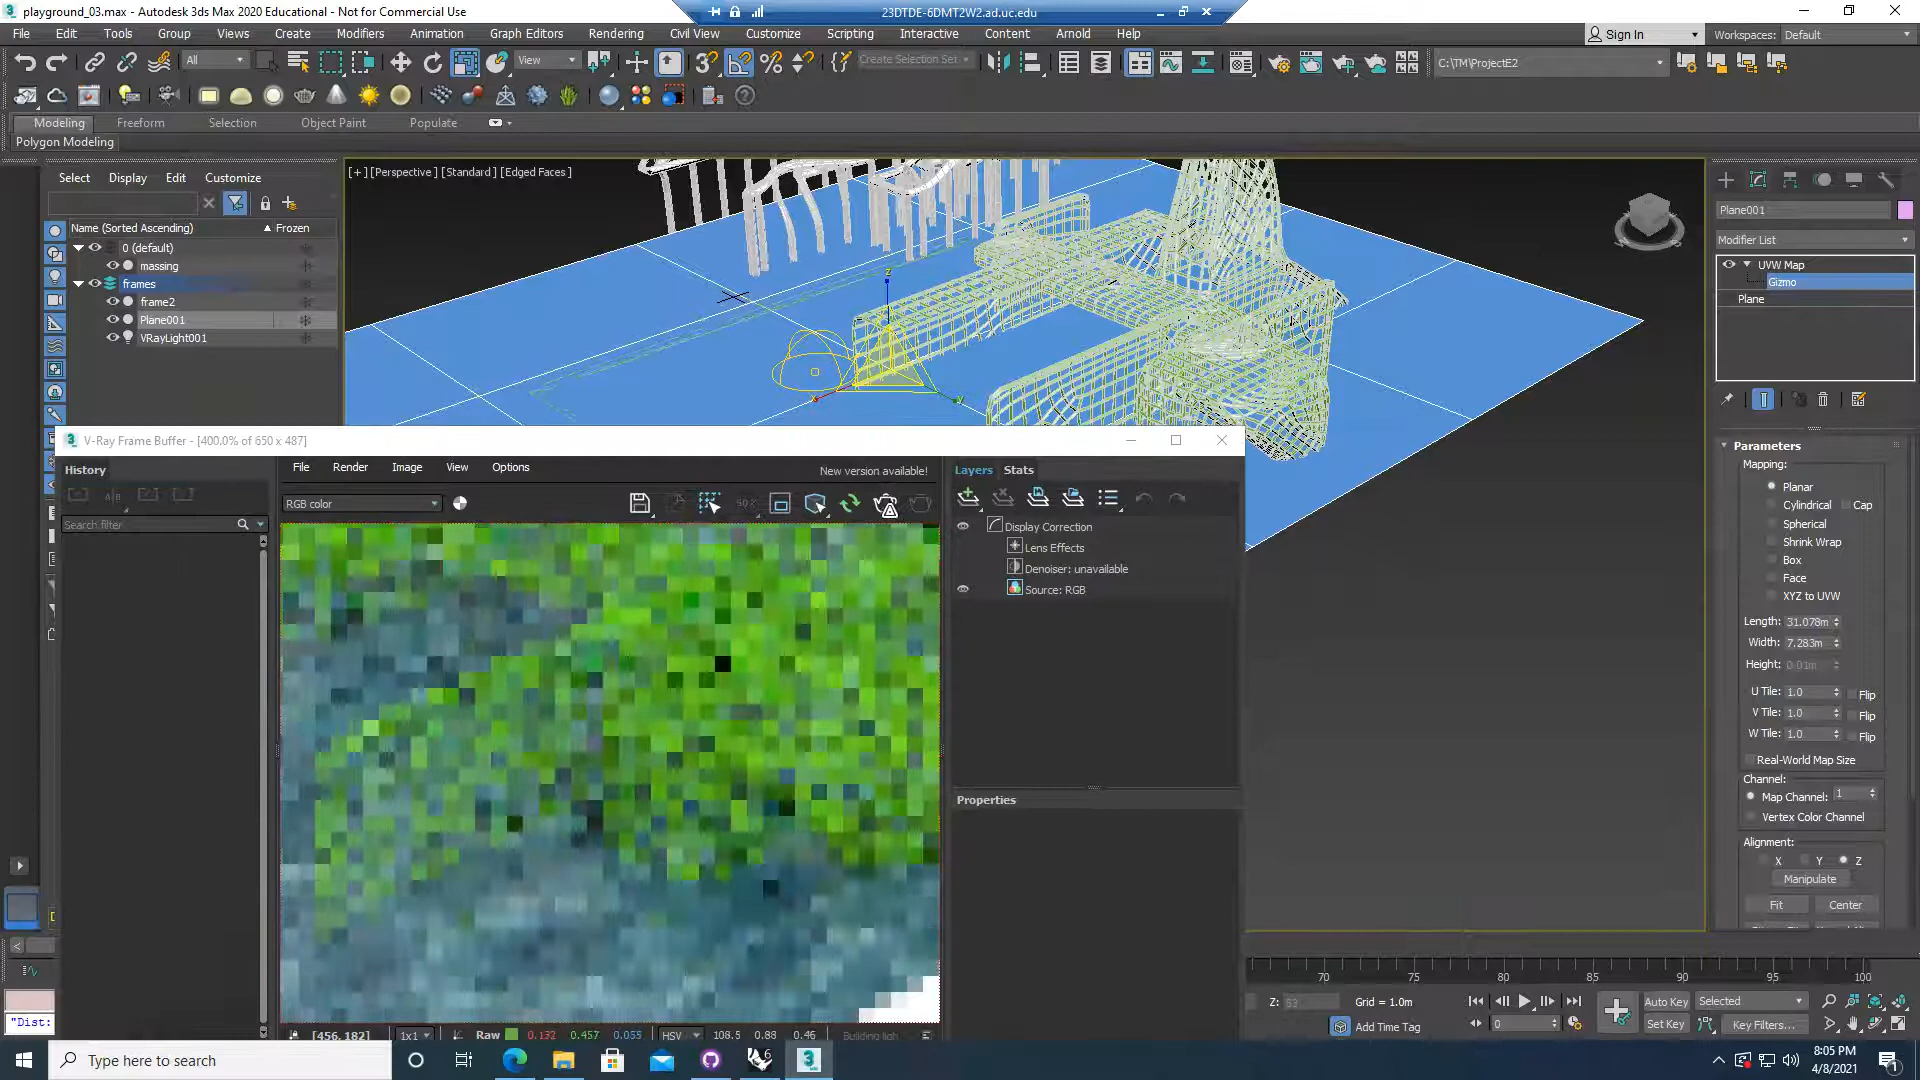 playground_03.max - Autodesk 3ds Max 2020 Educational - Not for Commercial Use
23DTDE-6DMT2W2.ad.uc.edu
File Edit Tools Group Views Create Modifiers Animation Graph Editors Rendering Civil View Customize Scripting Interactive Content Arnold Help
Sign In Workspaces: Default
All View Create Selection Set C:\TM\ProjectE2
Modeling Freeform Selection Object Paint Populate
Polygon Modeling
Select Display Edit Customize
[+] [Perspective] [Standard] [Edged Faces]
Name (Sorted Ascending) Frozen
0 (default)
massing
frames
frame2
Plane001
VRayLight001
Plane001
Modifier List
UVW Map
Gizmo
Plane
V-Ray Frame Buffer - [400.0% of 650 x 487]
History
File Render Image View Options
New version available!
RGB color
50%
Search filter
Layers Stats
Display Correction
Lens Effects
Denoiser: unavailable
Source: RGB
Properties
[456, 182] 1x1 Raw 0.132 0.457 0.055 HSV 108.5 0.88 0.46 Building ligh
Parameters
Mapping:
Planar
Cylindrical Cap
Spherical
Shrink Wrap
Box
Face
XYZ to UVW
Length: 31.078m
Width: 7.283m
Height: 0.01m
U Tile: 1.0 Flip
V Tile: 1.0 Flip
W Tile: 1.0 Flip
Real-World Map Size
Channel:
Map Channel: 1
Vertex Color Channel
Alignment:
X Y Z
Manipulate
Fit Center
70 75 80 85 90 95 100
"Dist:
Z: Grid = 1.0m
Add Time Tag
0
Auto Key Selected
Set Key Key Filters...
Type here to search
8:05 PM
4/8/2021